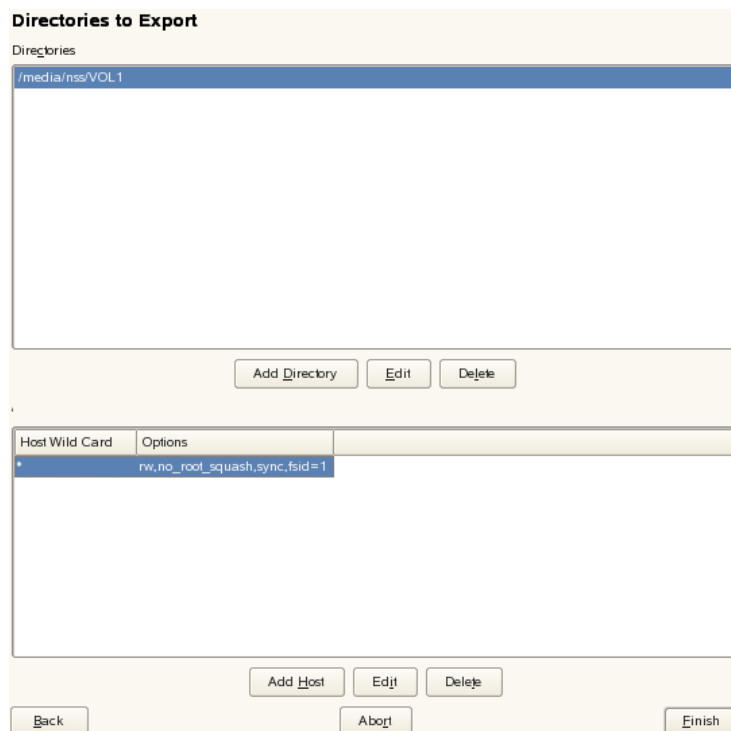 Directories to Export
Directories
/media/nss/VOL1
Add Directory Edit Delete
Host Wild Card Options
* rw,no_root_squash,sync,fsid=1
Add Host Edit Delete
Back Abort Finish